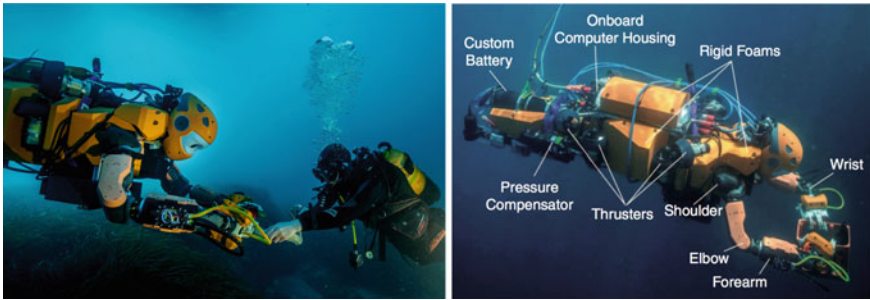 Custom
Battery
Onboard
Computer Housing
Rigid Foams
Wrist
Pressure
Compensator
Thrusters
Shoulder
Elbow
Forearm